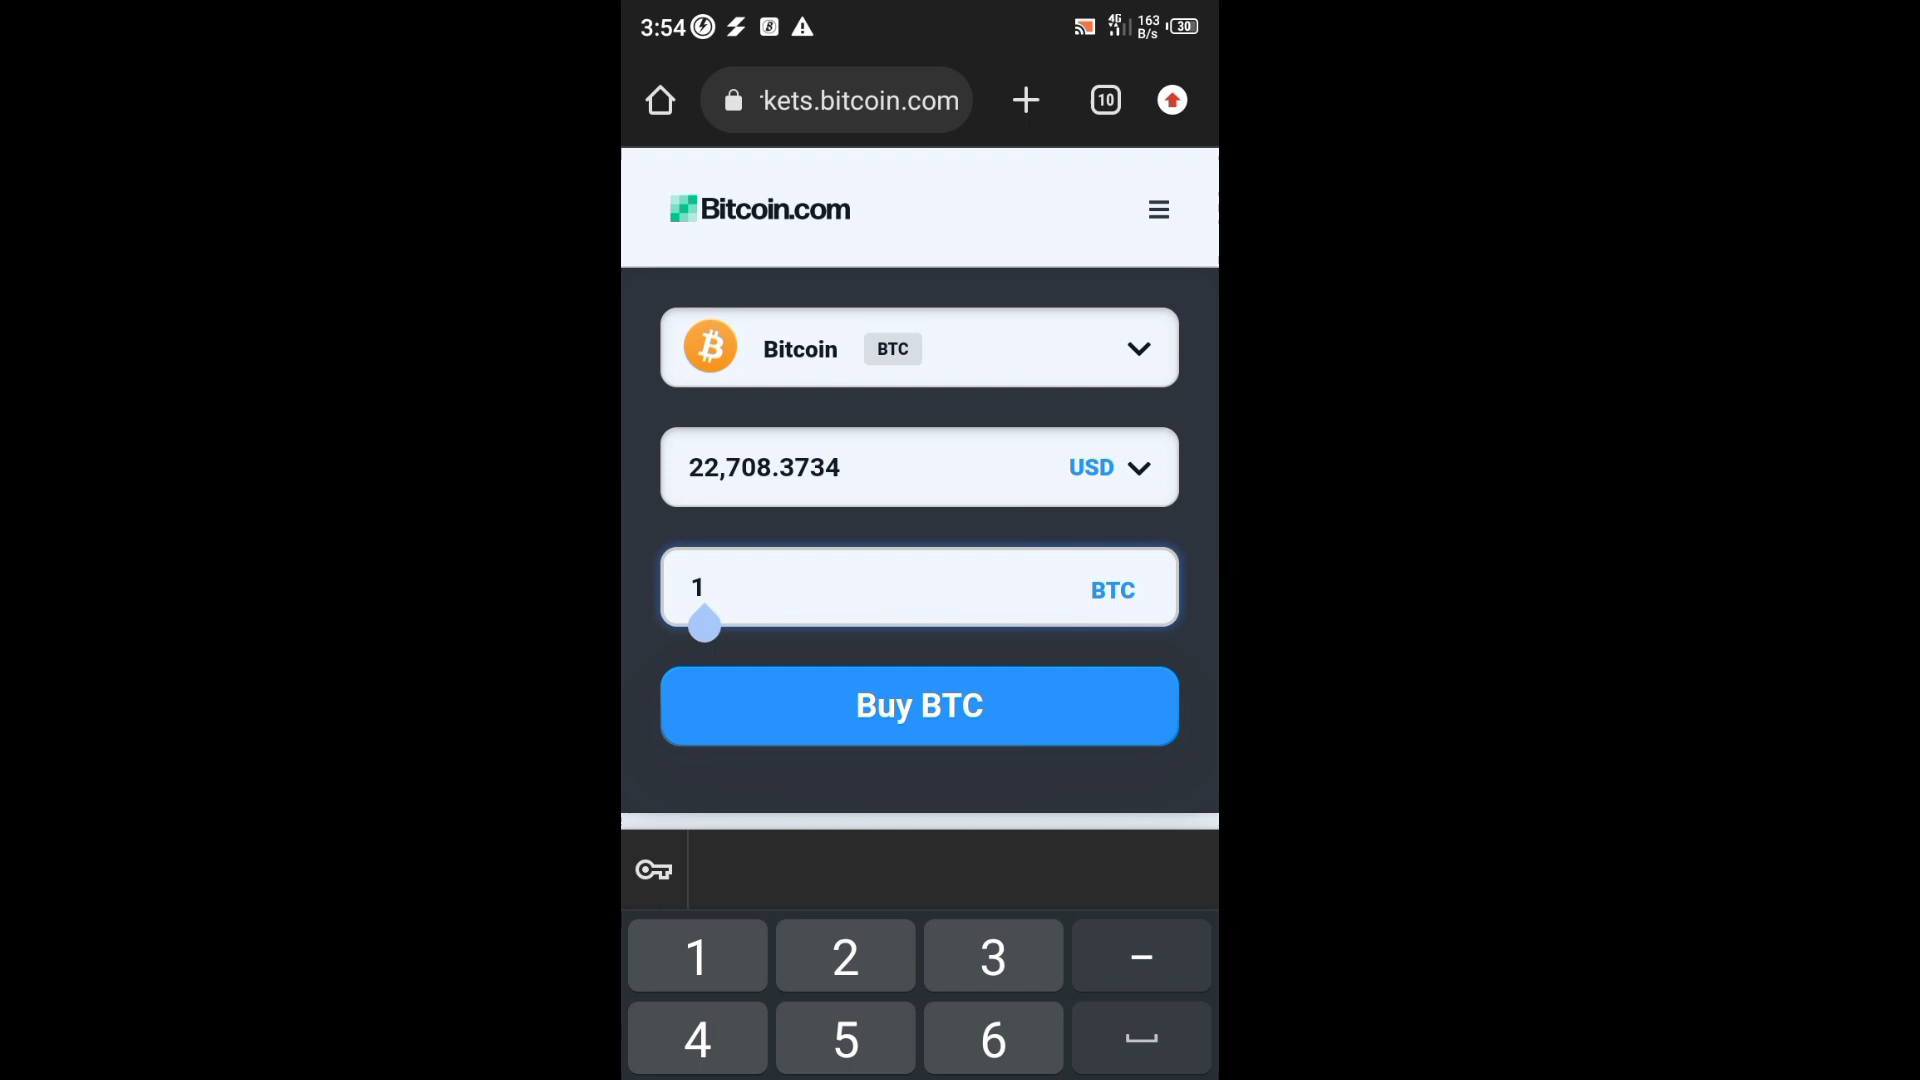 3:54
4G
163
B/s
30
kets.bitcoin.com
10
Bitcoin.com
Bitcoin BTC
22,708.3734 USD
1 BTC
Buy BTC
1 2 3 -
4 5 6